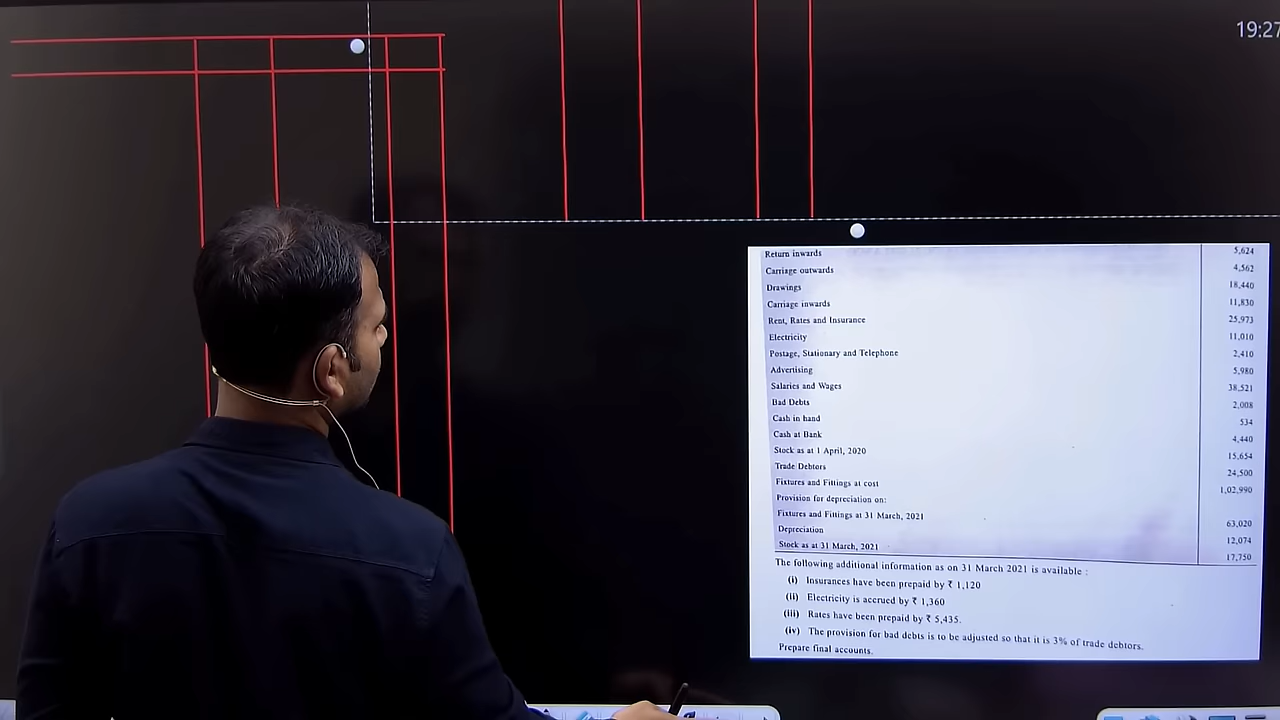 19:27
Return inwards 5,624
Carriage outwards 4,562
Drawings 18,440
Carriage inwards 11,830
Rent, Rates and Insurance 25,973
Electricity 11,010
Postage, Stationary and Telephone 2,410
Advertising 5,980
Salaries and Wages 38,521
Bad Debts 2,008
Cash in hand 534
Cash at Bank 4,440
Stock as at 1 April, 2020 15,654
Trade Debtors 24,500
Fixtures and Fittings at cost 1,02,990
Provision for depreciation on:
Fixtures and Fittings at 31 March, 2021 63,020
Depreciation 12,074
Stock as at 31 March, 2021 17,750
The following additional information as on 31 March 2021 is available :
(i) Insurances have been prepaid by ₹ 1,120
(ii) Electricity is accrued by ₹ 1,360
(iii) Rates have been prepaid by ₹ 5,435.
(iv) The provision for bad debts is to be adjusted so that it is 3% of trade debtors.
Prepare final accounts.